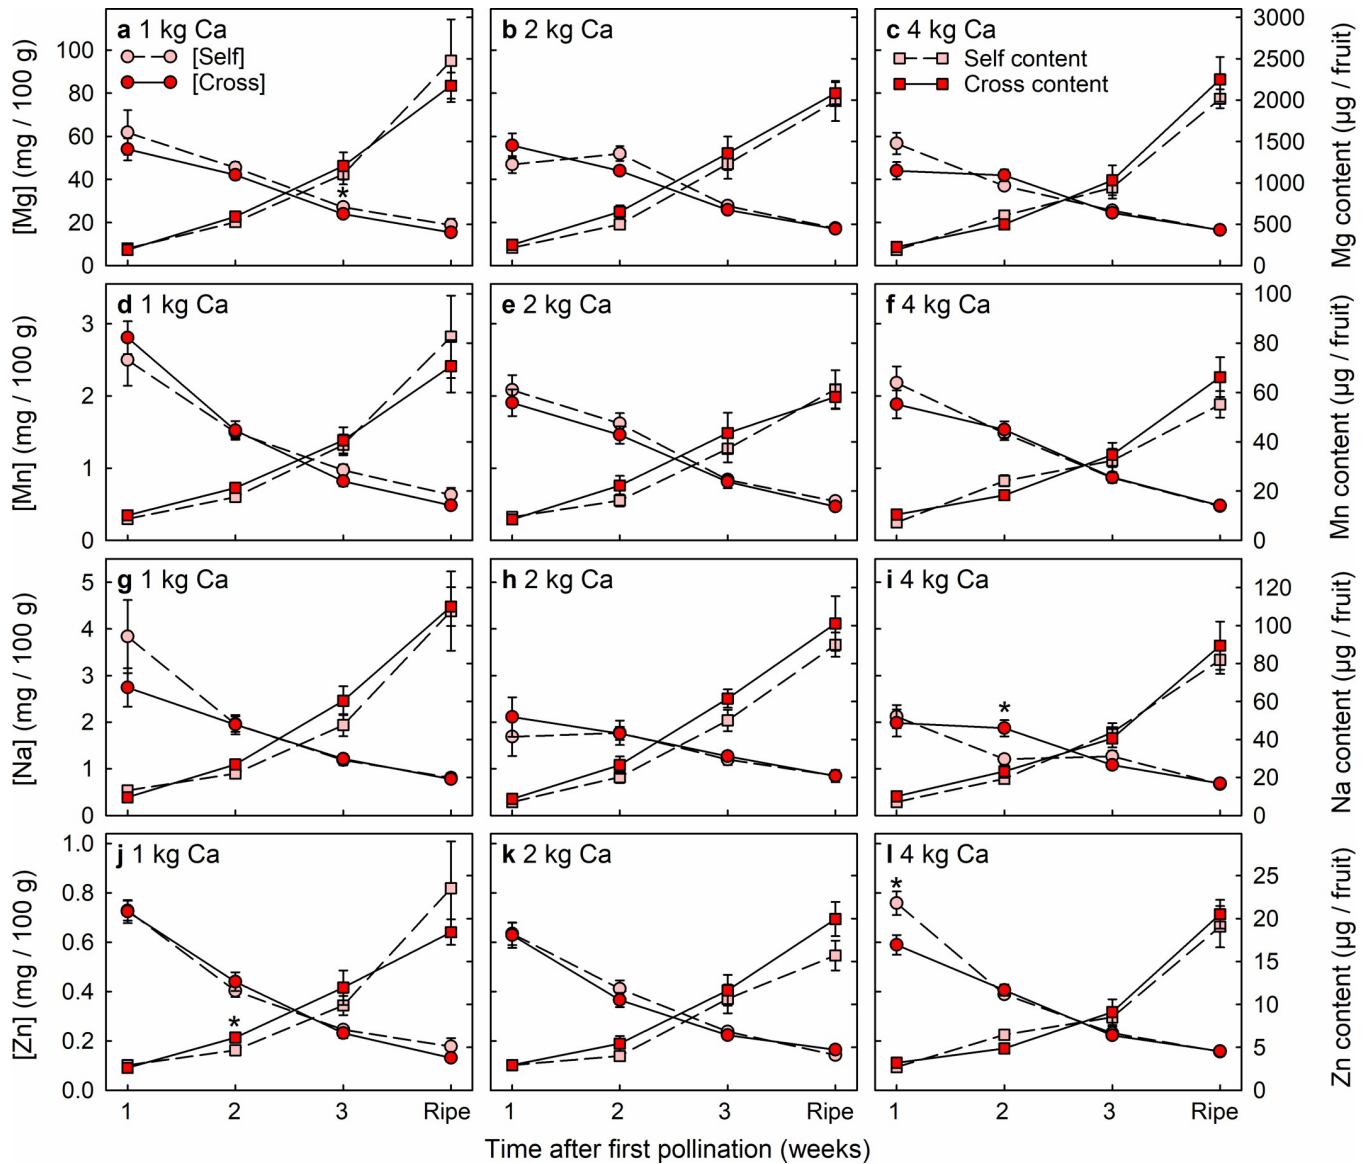 a 1 kg Ca
[Self]
[Cross]
b 2 kg Ca
c 4 kg Ca
Self content
Cross content
[Mg] (mg / 100 g)
100
80
60
40
20
0
*
3000
2500
2000
1500
1000
500
0
Mg content (µg / fruit)
d 1 kg Ca
e 2 kg Ca
f 4 kg Ca
[Mn] (mg / 100 g)
3
2
1
0
100
80
60
40
20
0
Mn content (µg / fruit)
g 1 kg Ca
h 2 kg Ca
i 4 kg Ca
[Na] (mg / 100 g)
5
4
3
2
1
0
*
120
100
80
60
40
20
0
Na content (µg / fruit)
j 1 kg Ca
k 2 kg Ca
l 4 kg Ca
[Zn] (mg / 100 g)
1.0
0.8
0.6
0.4
0.2
0.0
*
*
25
20
15
10
5
0
Zn content (µg / fruit)
1 2 3 Ripe 1 2 3 Ripe 1 2 3 Ripe
Time after first pollination (weeks)